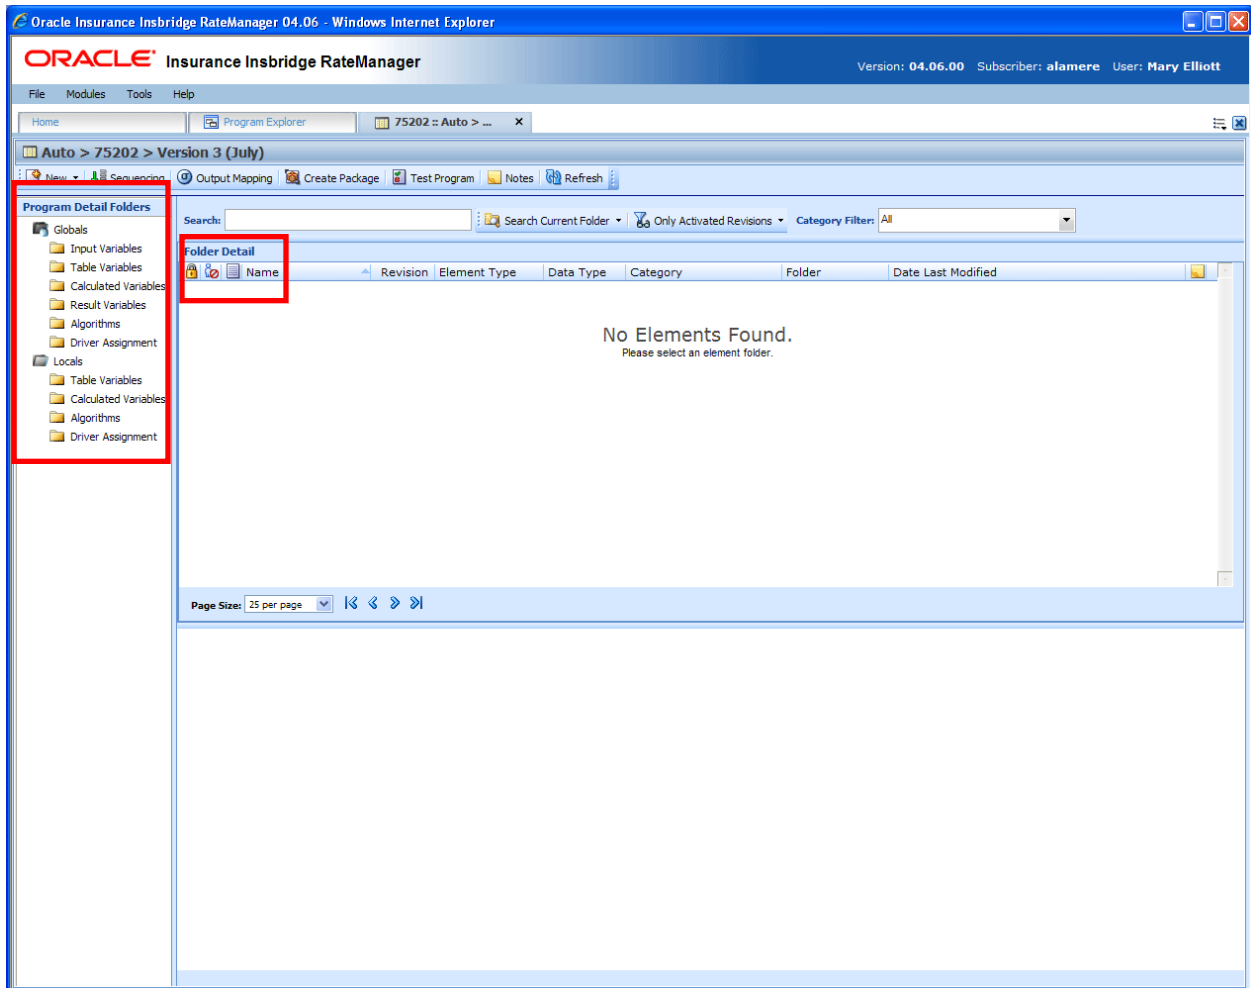 Oracle Insurance Insbridge RateManager 04.06 - Windows Internet Explorer
ORACLE Insurance Insbridge RateManager
Version: 04.06.00 Subscriber: alamere User: Mary Elliott
File Modules Tools Help
Home Program Explorer 75202 :: Auto > ... x
Auto > 75202 > Version 3 (July)
New Sequencing Output Mapping Create Package Test Program Notes Refresh
Program Detail Folders
Globals
Input Variables
Table Variables
Calculated Variables
Result Variables
Algorithms
Driver Assignment
Locals
Table Variables
Calculated Variables
Algorithms
Driver Assignment
Search: Search Current Folder Only Activated Revisions Category Filter: All
Folder Detail
Name Revision Element Type Data Type Category Folder Date Last Modified
No Elements Found.
Please select an element folder.
Page Size: 25 per page